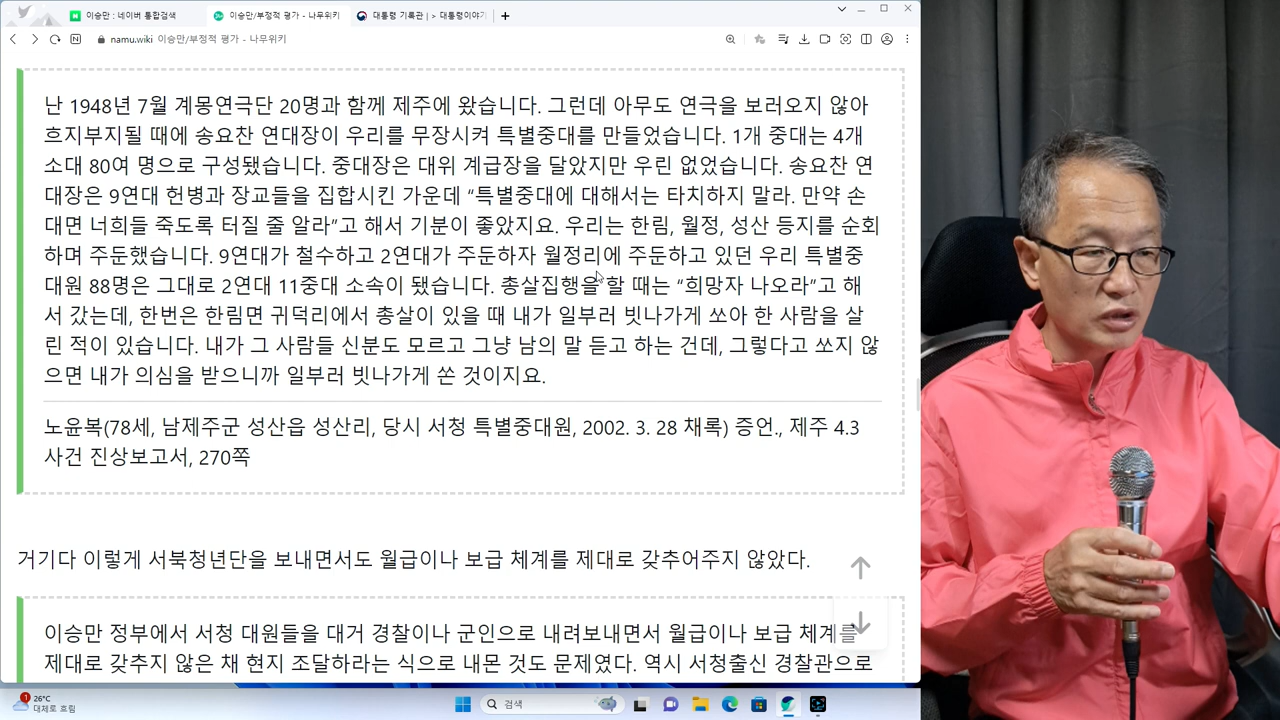 이승만 : 네이버 통합검색
이승만/부정적 평가 - 나무위키
대통령 기록관 | > 대통령이야기
namu.wiki 이승만/부정적 평가 - 나무위키
난 1948년 7월 계몽연극단 20명과 함께 제주에 왔습니다. 그런데 아무도 연극을 보러오지 않아
흐지부지될 때에 송요찬 연대장이 우리를 무장시켜 특별중대를 만들었습니다. 1개 중대는 4개
소대 80여 명으로 구성됐습니다. 중대장은 대위 계급장을 달았지만 우린 없었습니다. 송요찬 연
대장은 9연대 헌병과 장교들을 집합시킨 가운데 “특별중대에 대해서는 타치하지 말라. 만약 손
대면 너희들 죽도록 터질 줄 알라”고 해서 기분이 좋았지요. 우리는 한림, 월정, 성산 등지를 순회
하며 주둔했습니다. 9연대가 철수하고 2연대가 주둔하자 월정리에 주둔하고 있던 우리 특별중
대원 88명은 그대로 2연대 11중대 소속이 됐습니다. 총살집행을 할 때는 “희망자 나오라”고 해
서 갔는데, 한번은 한림면 귀덕리에서 총살이 있을 때 내가 일부러 빗나가게 쏘아 한 사람을 살
린 적이 있습니다. 내가 그 사람들 신분도 모르고 그냥 남의 말 듣고 하는 건데, 그렇다고 쏘지 않
으면 내가 의심을 받으니까 일부러 빗나가게 쏜 것이지요.
노윤복(78세, 남제주군 성산읍 성산리, 당시 서청 특별중대원, 2002. 3. 28 채록) 증언., 제주 4.3
사건 진상보고서, 270쪽
거기다 이렇게 서북청년단을 보내면서도 월급이나 보급 체계를 제대로 갖추어주지 않았다.
이승만 정부에서 서청 대원들을 대거 경찰이나 군인으로 내려보내면서 월급이나 보급 체계를
제대로 갖추지 않은 채 현지 조달하라는 식으로 내몬 것도 문제였다. 역시 서청출신 경찰관으로
1
26°C
대체로 흐림
검색